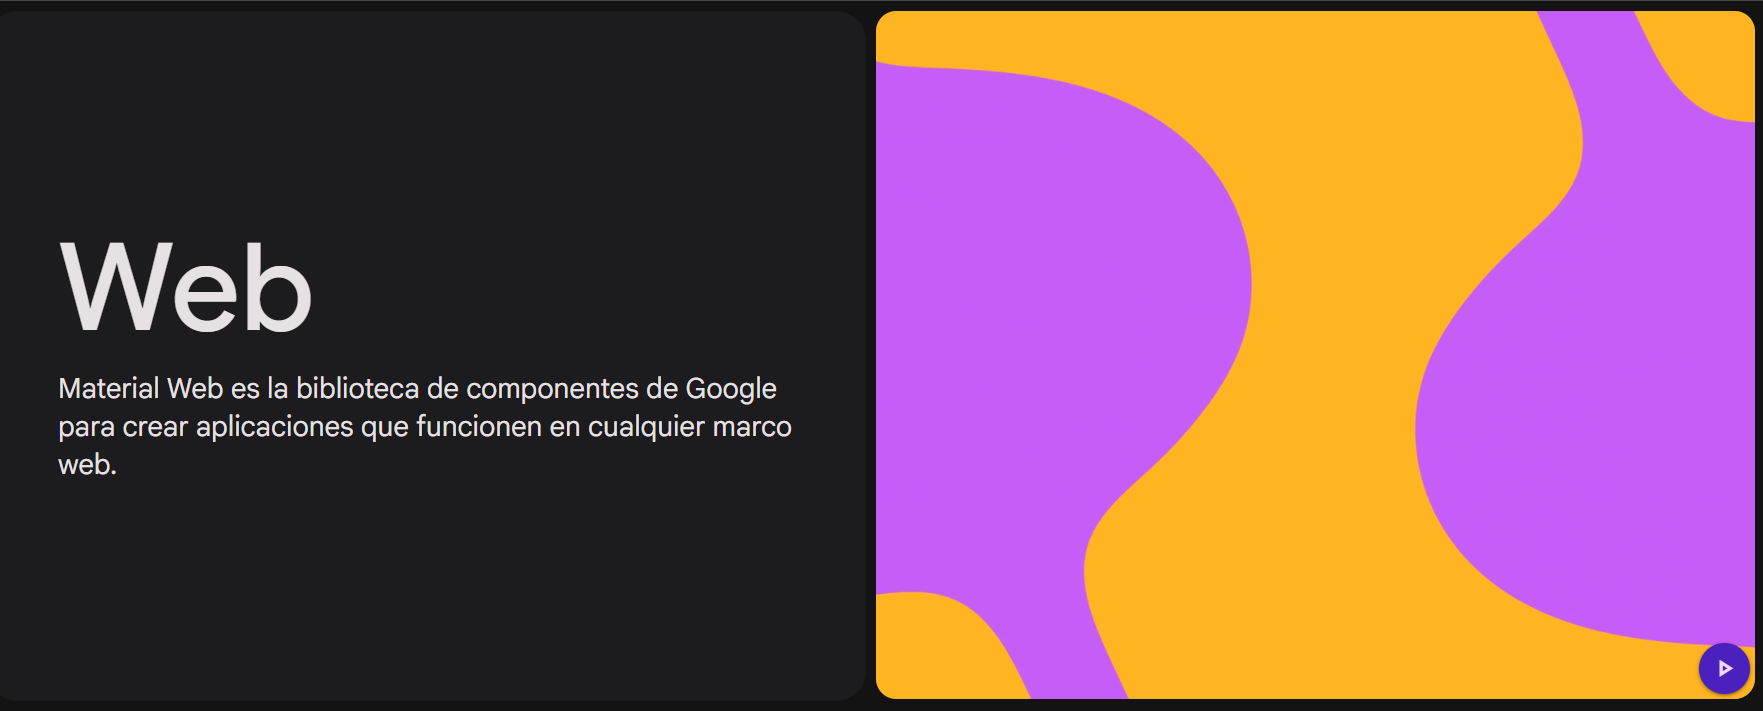 Web
Material Web es la biblioteca de componentes de Google
para crear aplicaciones que funcionen en cualquier marco
web.